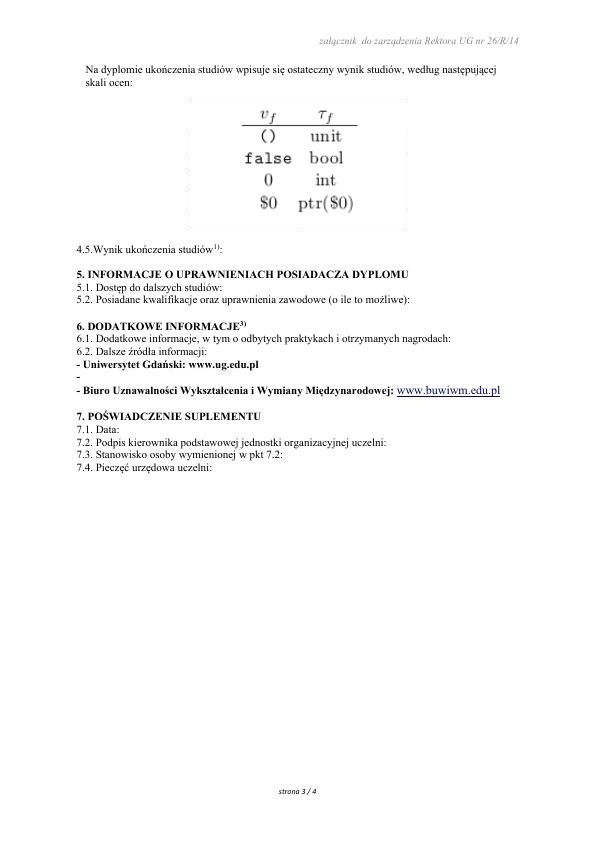 załącznik do zarządzenia Rektora UG nr 26/R/14
Na dyplomie ukończenia studiów wpisuje się ostateczny wynik studiów, według następującej
skali ocen:
v_f τ_f
() unit
false bool
0 int
$0 ptr($0)
4.5.Wynik ukończenia studiów¹⁾:
5. INFORMACJE O UPRAWNIENIACH POSIADACZA DYPLOMU
5.1. Dostęp do dalszych studiów:
5.2. Posiadane kwalifikacje oraz uprawnienia zawodowe (o ile to możliwe):
6. DODATKOWE INFORMACJE³⁾
6.1. Dodatkowe informacje, w tym o odbytych praktykach i otrzymanych nagrodach:
6.2. Dalsze źródła informacji:
- Uniwersytet Gdański: www.ug.edu.pl
-
- Biuro Uznawalności Wykształcenia i Wymiany Międzynarodowej: www.buwiwm.edu.pl
7. POŚWIADCZENIE SUPLEMENTU
7.1. Data:
7.2. Podpis kierownika podstawowej jednostki organizacyjnej uczelni:
7.3. Stanowisko osoby wymienionej w pkt 7.2:
7.4. Pieczęć urzędowa uczelni:
strona 3 / 4